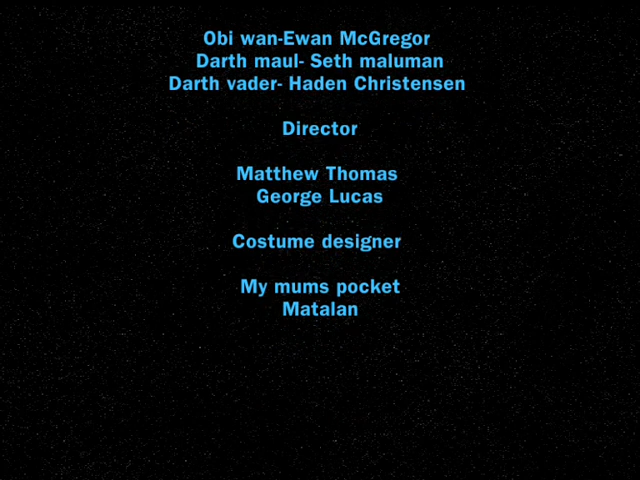 Obi wan-Ewan McGregor
Darth maul- Seth maluman
Darth vader- Haden Christensen
Director
Matthew Thomas
George Lucas
Costume designer
My mums pocket
Matalan